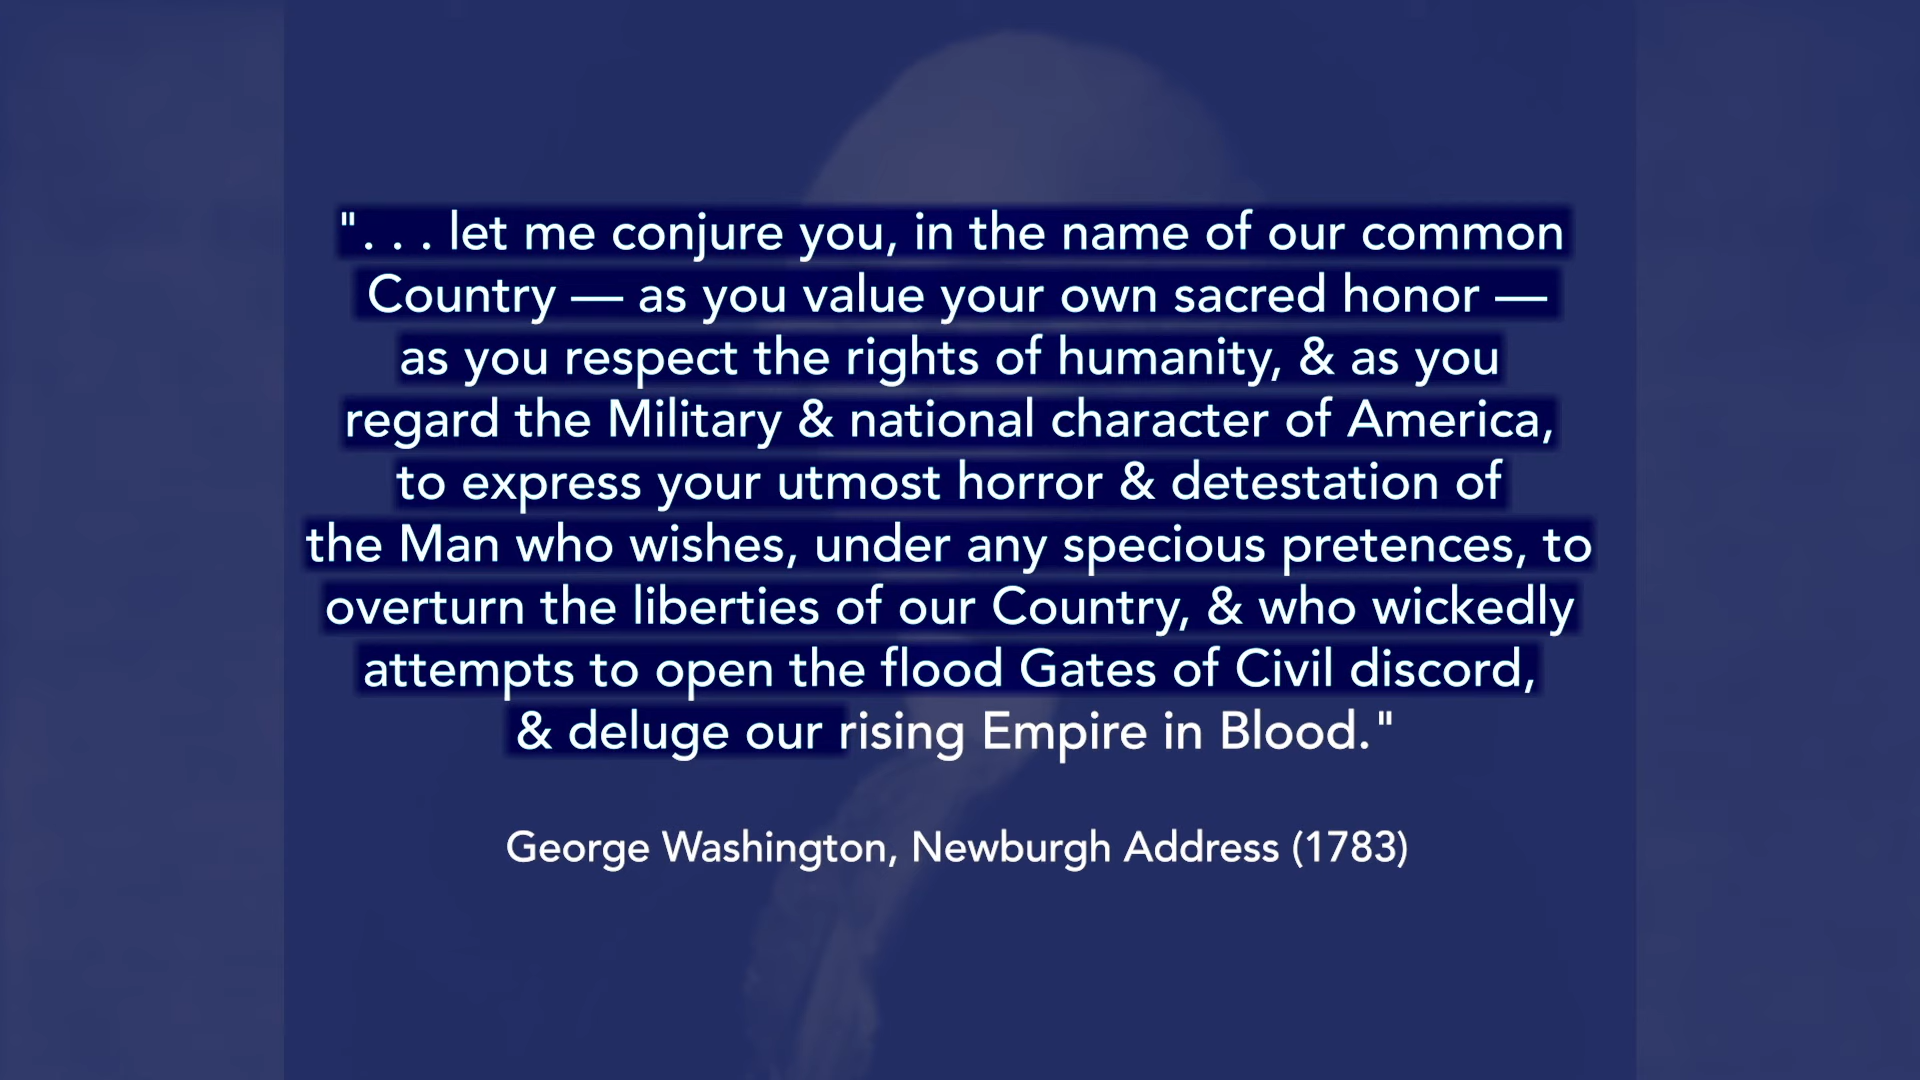 ". . . let me conjure you, in the name of our common
Country — as you value your own sacred honor —
as you respect the rights of humanity, & as you
regard the Military & national character of America,
to express your utmost horror & detestation of
the Man who wishes, under any specious pretences, to
overturn the liberties of our Country, & who wickedly
attempts to open the flood Gates of Civil discord,
& deluge our rising Empire in Blood."
George Washington, Newburgh Address (1783)